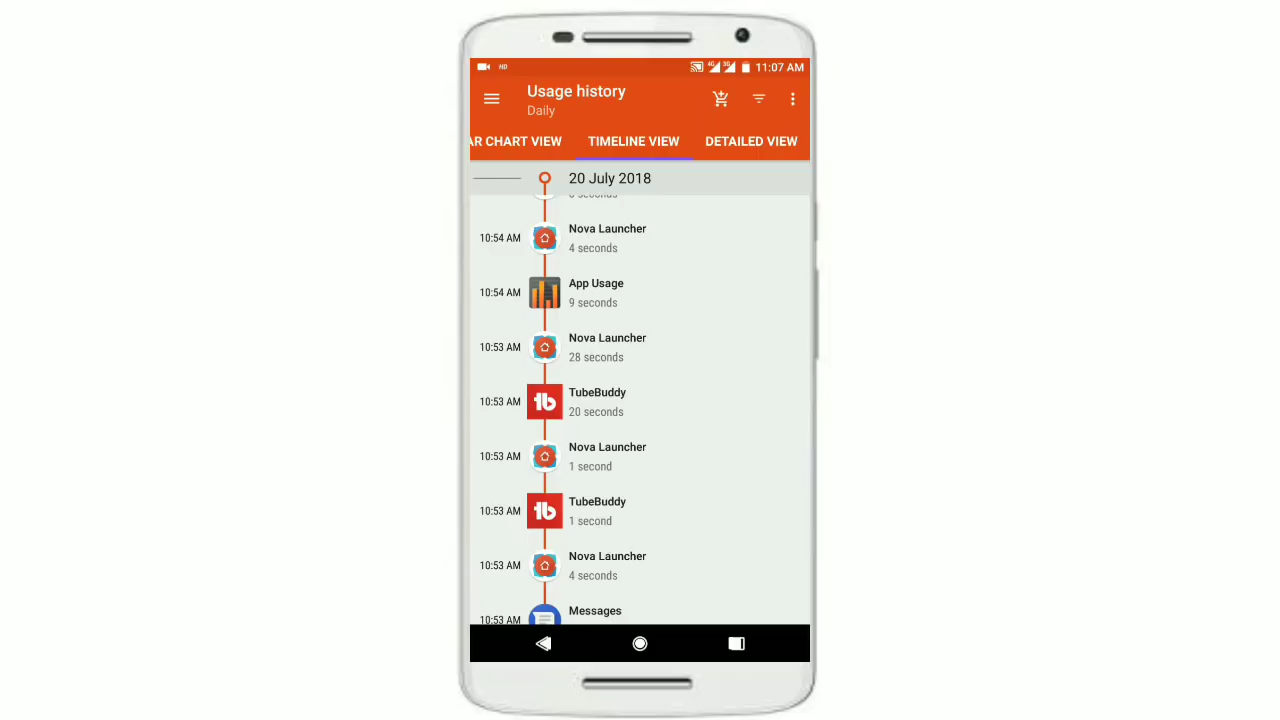 HD 4G 3G 11:07 AM
Usage history
Daily
AR CHART VIEW TIMELINE VIEW DETAILED VIEW
20 July 2018
10:54 AM Nova Launcher
4 seconds
10:54 AM App Usage
9 seconds
10:53 AM Nova Launcher
28 seconds
10:53 AM TubeBuddy
20 seconds
10:53 AM Nova Launcher
1 second
10:53 AM TubeBuddy
1 second
10:53 AM Nova Launcher
4 seconds
10:53 AM Messages